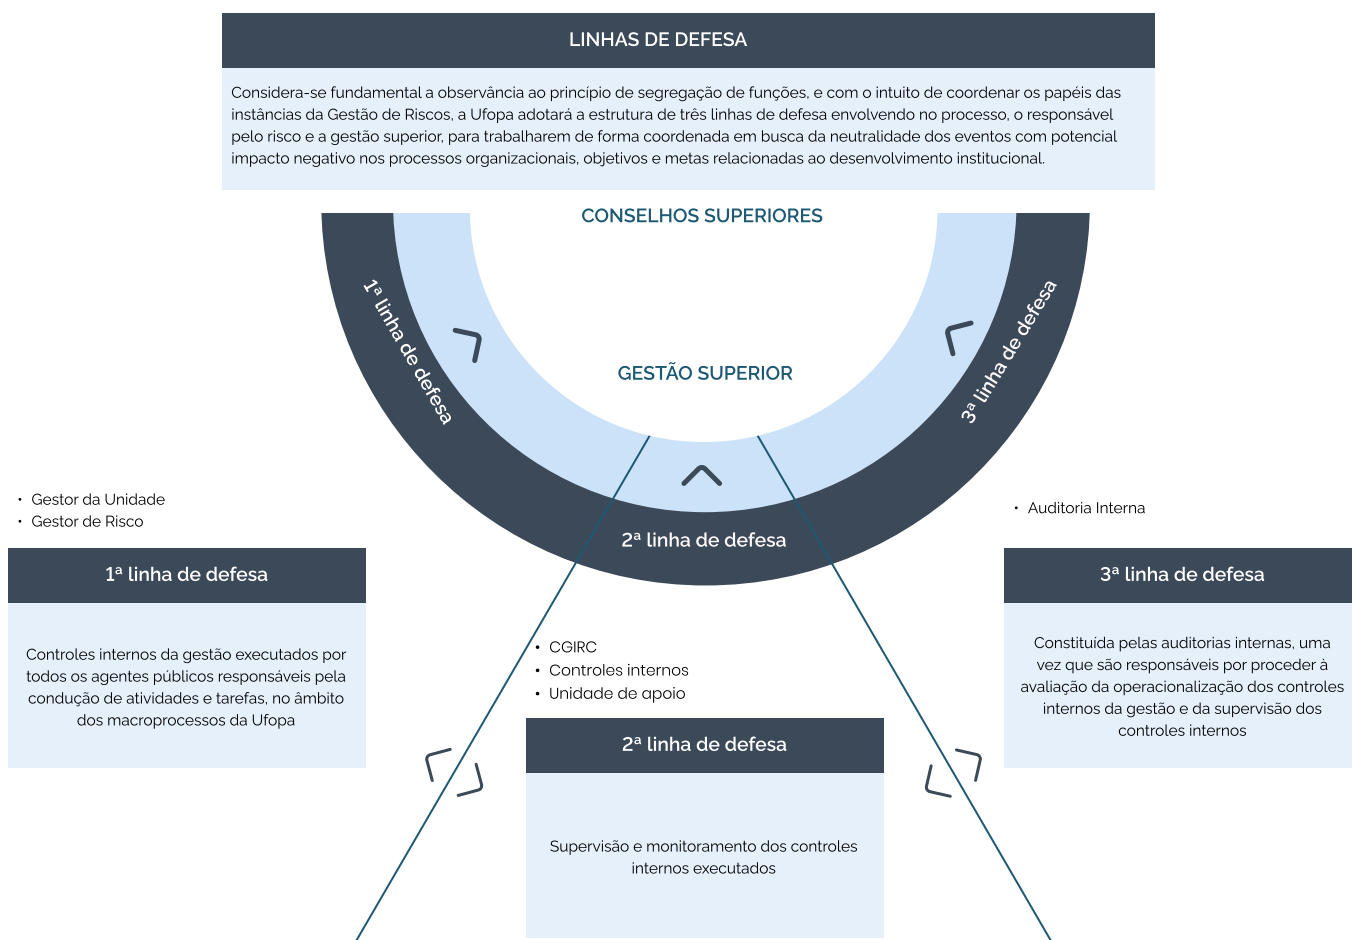 LINHAS DE DEFESA
Considera-se fundamental a observância ao princípio de segregação de funções, e com o intuito de coordenar os papéis das
instâncias da Gestão de Riscos, a Ufopa adotará a estrutura de três linhas de defesa envolvendo no processo, o responsável
pelo risco e a gestão superior, para trabalharem de forma coordenada em busca da neutralidade dos eventos com potencial
impacto negativo nos processos organizacionais, objetivos e metas relacionadas ao desenvolvimento institucional.
CONSELHOS SUPERIORES
GESTÃO SUPERIOR
1ª linha de defesa
2ª linha de defesa
3ª linha de defesa
• Gestor da Unidade
• Gestor de Risco
1ª linha de defesa
Controles internos da gestão executados por
todos os agentes públicos responsáveis pela
condução de atividades e tarefas, no âmbito
dos macroprocessos da Ufopa
• CGIRC
• Controles internos
• Unidade de apoio
2ª linha de defesa
Supervisão e monitoramento dos controles
internos executados
• Auditoria Interna
3ª linha de defesa
Constituída pelas auditorias internas, uma
vez que são responsáveis por proceder à
avaliação da operacionalização dos controles
internos da gestão e da supervisão dos
controles internos